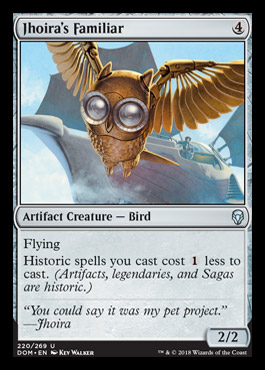 Jhoira's Familiar 4
Artifact Creature — Bird
Flying
Historic spells you cast cost 1 less to
cast. (Artifacts, legendaries, and Sagas
are historic.)
"You could say it was my pet project."
—Jhoira
2/2
220/269 U
DOM • EN Key Walker
™ & © 2018 Wizards of the Coast